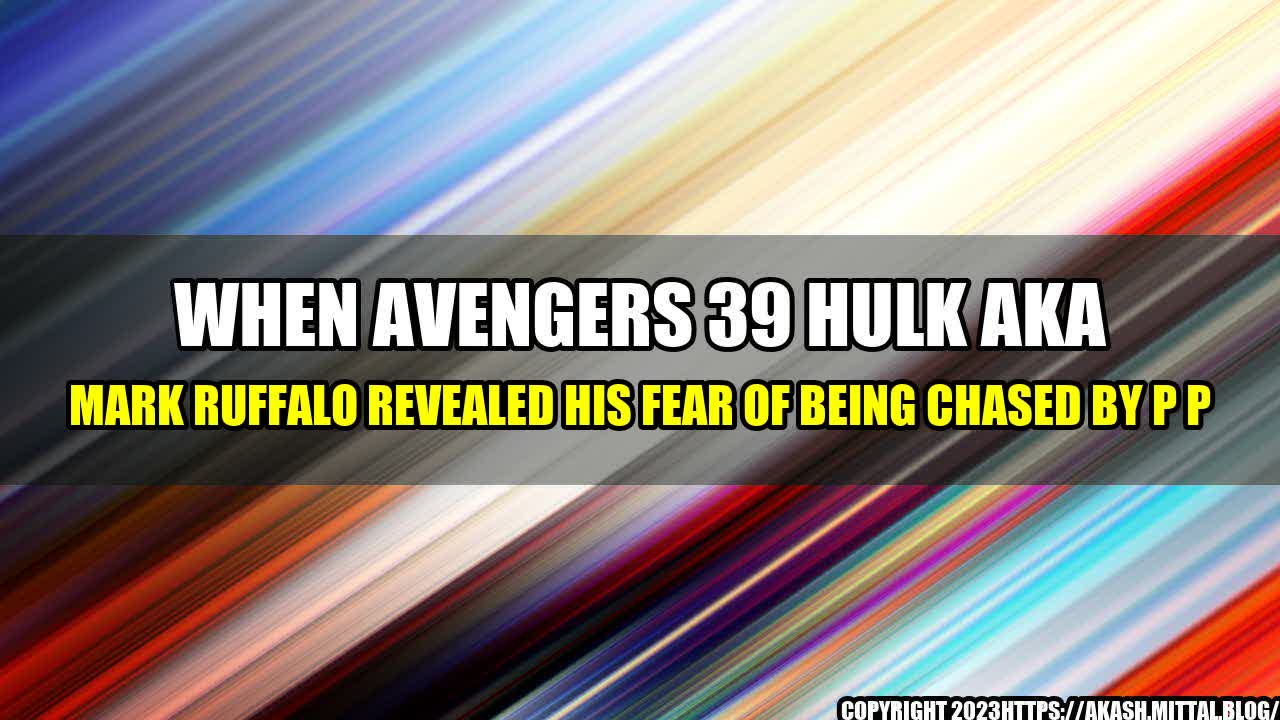 WHEN AVENGERS 39 HULK AKA
MARK RUFFALO REVEALED HIS FEAR OF BEING CHASED BY P P
COPYRIGHT 2023HTTPS://AKASH.MITTAL.BLOG/